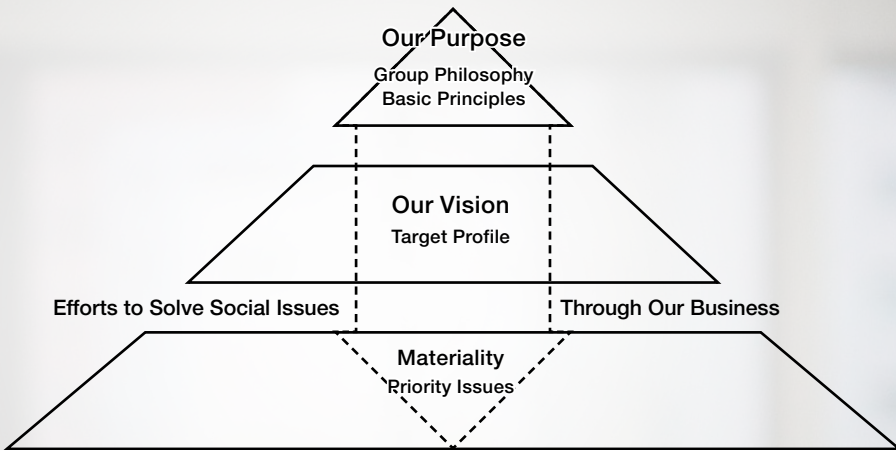 Our Purpose
Group Philosophy
Basic Principles
Our Vision
Target Profile
Efforts to Solve Social Issues
Through Our Business
Materiality
Priority Issues